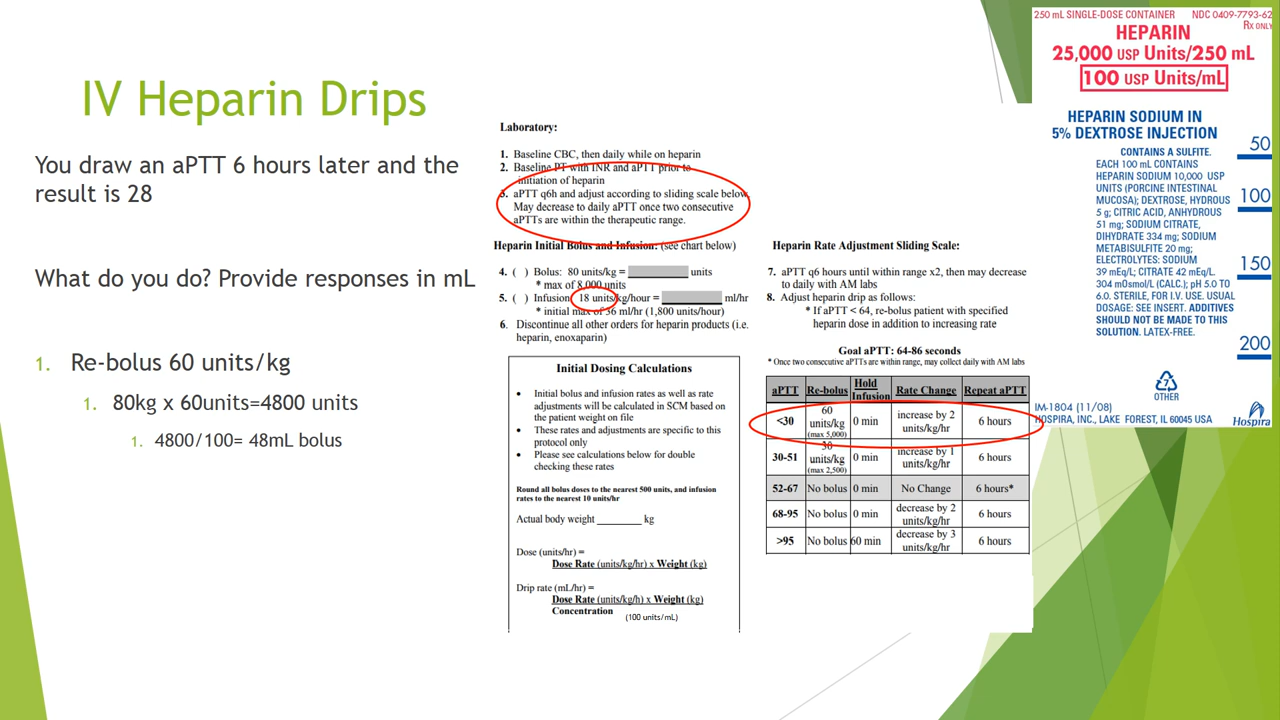 IV Heparin Drips
You draw an aPTT 6 hours later and the
result is 28
What do you do? Provide responses in mL
1. Re-bolus 60 units/kg
1. 80kg x 60units=4800 units
1. 4800/100= 48mL bolus
Laboratory:
1. Baseline CBC, then daily while on heparin
2. Baseline PT with INR and aPTT prior to
initiation of heparin
3. aPTT q6h and adjust according to sliding scale below.
May decrease to daily aPTT once two consecutive
aPTTs are within the therapeutic range.
Heparin Initial Bolus and Infusion: (see chart below)
4. ( ) Bolus: 80 units/kg = units
* max of 8,000 units
5. ( ) Infusion: 18 units/kg/hour = ml/hr
* initial max of 36 ml/hr (1,800 units/hour)
6. Discontinue all other orders for heparin products (i.e.
heparin, enoxaparin)
Initial Dosing Calculations
• Initial bolus and infusion rates as well as rate
adjustments will be calculated in SCM based on
the patient weight on file
• These rates and adjustments are specific to this
protocol only
• Please see calculations below for double
checking these rates
Round all bolus doses to the nearest 500 units, and infusion
rates to the nearest 10 units/hr
Actual body weight ________ kg
Dose (units/hr) =
Dose Rate (units/kg/hr) x Weight (kg)
Drip rate (mL/hr) =
Dose Rate (units/kg/h) x Weight (kg)
Concentration
(100 units/mL)
Heparin Rate Adjustment Sliding Scale:
7. aPTT q6 hours until within range x2, then may decrease
to daily with AM labs
8. Adjust heparin drip as follows:
* If aPTT < 64, re-bolus patient with specified
heparin dose in addition to increasing rate
Goal aPTT: 64-86 seconds
* Once two consecutive aPTTs are within range, may collect daily with AM labs
aPTT Re-bolus Hold Infusion Rate Change Repeat aPTT
<30 60 units/kg (max 5,000) 0 min increase by 2 units/kg/hr 6 hours
30-51 30 units/kg (max 2,500) 0 min increase by 1 units/kg/hr 6 hours
52-67 No bolus 0 min No Change 6 hours*
68-95 No bolus 0 min decrease by 2 units/kg/hr 6 hours
>95 No bolus 60 min decrease by 3 units/kg/hr 6 hours
250 mL SINGLE-DOSE CONTAINER NDC 0409-7793-62
Rx ONLY
HEPARIN
25,000 USP Units/250 mL
100 USP Units/mL
HEPARIN SODIUM IN
5% DEXTROSE INJECTION
CONTAINS A SULFITE.
EACH 100 mL CONTAINS
HEPARIN SODIUM 10,000 USP
UNITS (PORCINE INTESTINAL
MUCOSA); DEXTROSE, HYDROUS
5 g; CITRIC ACID, ANHYDROUS
51 mg; SODIUM CITRATE,
DIHYDRATE 334 mg; SODIUM
METABISULFITE 20 mg;
ELECTROLYTES: SODIUM
39 mEq/L; CITRATE 42 mEq/L.
304 mOsmol/L (CALC.); pH 5.0 TO
6.0. STERILE, FOR I.V. USE. USUAL
DOSAGE: SEE INSERT. ADDITIVES
SHOULD NOT BE MADE TO THIS
SOLUTION. LATEX-FREE.
50
100
150
200
7
OTHER
IM-1804 (11/08)
HOSPIRA, INC., LAKE FOREST, IL 60045 USA
Hospira